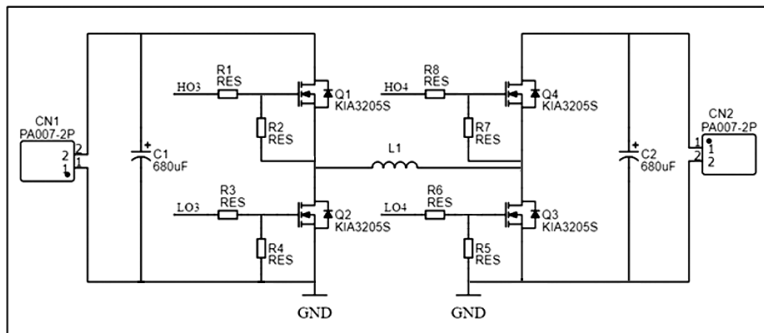 R1
RES
HO3
Q1
KIA3205S
R2
RES
R8
RES
HO4
Q4
KIA3205S
R7
RES
CN1
PA007-2P
2
1
2
1
C1
680uF
+
L1
CN2
PA007-2P
1
2
1
2
C2
680uF
+
R3
RES
LO3
Q2
KIA3205S
R4
RES
R6
RES
LO4
Q3
KIA3205S
R5
RES
GND
GND